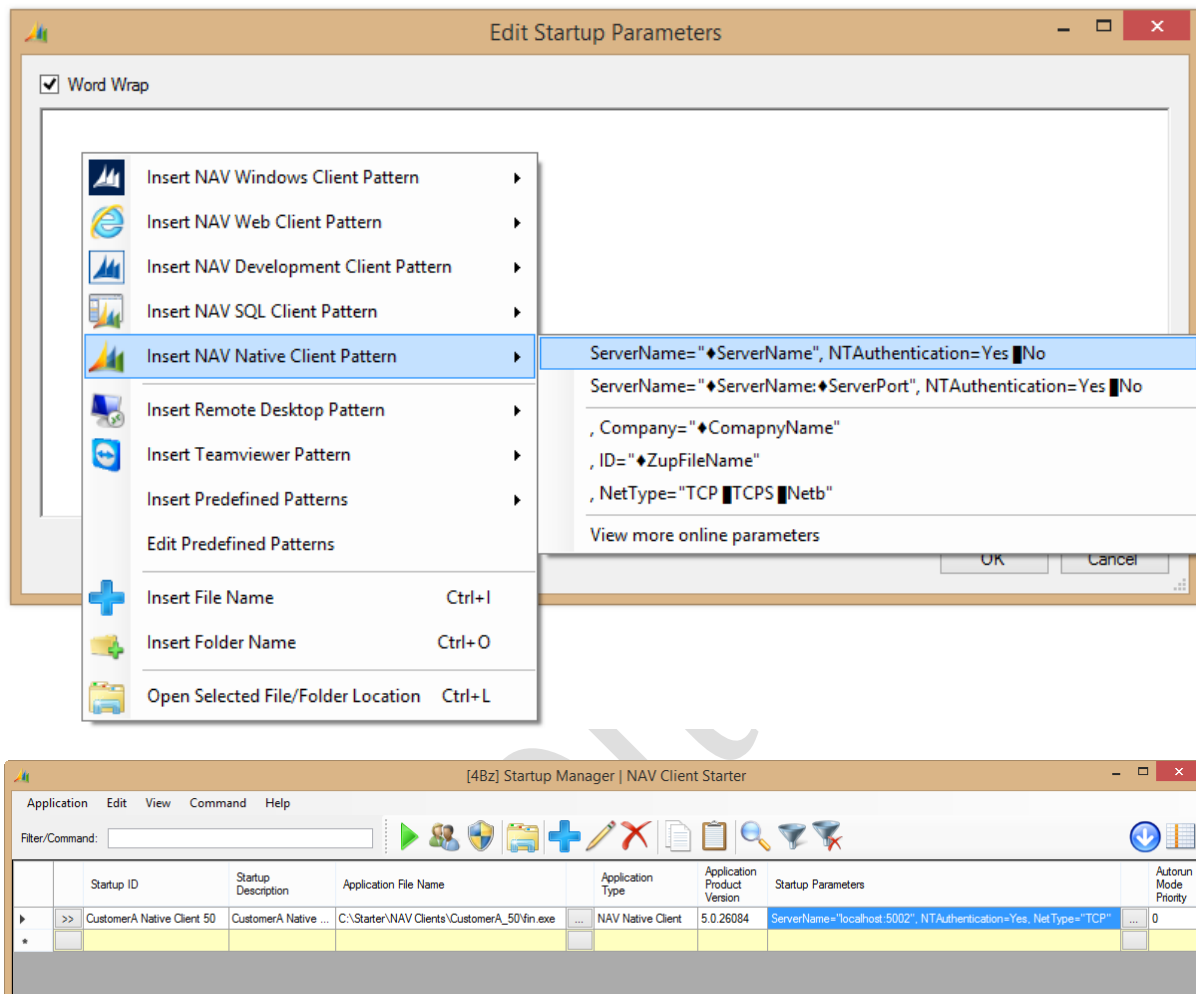 Edit Startup Parameters
Word Wrap
Insert NAV Windows Client Pattern
Insert NAV Web Client Pattern
Insert NAV Development Client Pattern
Insert NAV SQL Client Pattern
Insert NAV Native Client Pattern
ServerName="♦ServerName", NTAuthentication=Yes █No
ServerName="♦ServerName:♦ServerPort", NTAuthentication=Yes █No
, Company="♦ComapnyName"
, ID="♦ZupFileName"
, NetType="TCP █TCPS █Netb"
View more online parameters
Insert Remote Desktop Pattern
Insert Teamviewer Pattern
Insert Predefined Patterns
Edit Predefined Patterns
Insert File Name Ctrl+I
Insert Folder Name Ctrl+O
Open Selected File/Folder Location Ctrl+L
OK Cancel
[4Bz] Startup Manager | NAV Client Starter
Application Edit View Command Help
Filter/Command:
Startup ID
Startup
Description
Application File Name
Application
Type
Application
Product
Version
Startup Parameters
Autorun
Mode
Priority
>> CustomerA Native Client 50 CustomerA Native ... C:\Starter\NAV Clients\CustomerA_50\fin.exe ... NAV Native Client 5.0.26084 ServerName="localhost:5002", NTAuthentication=Yes, NetType="TCP" ... 0